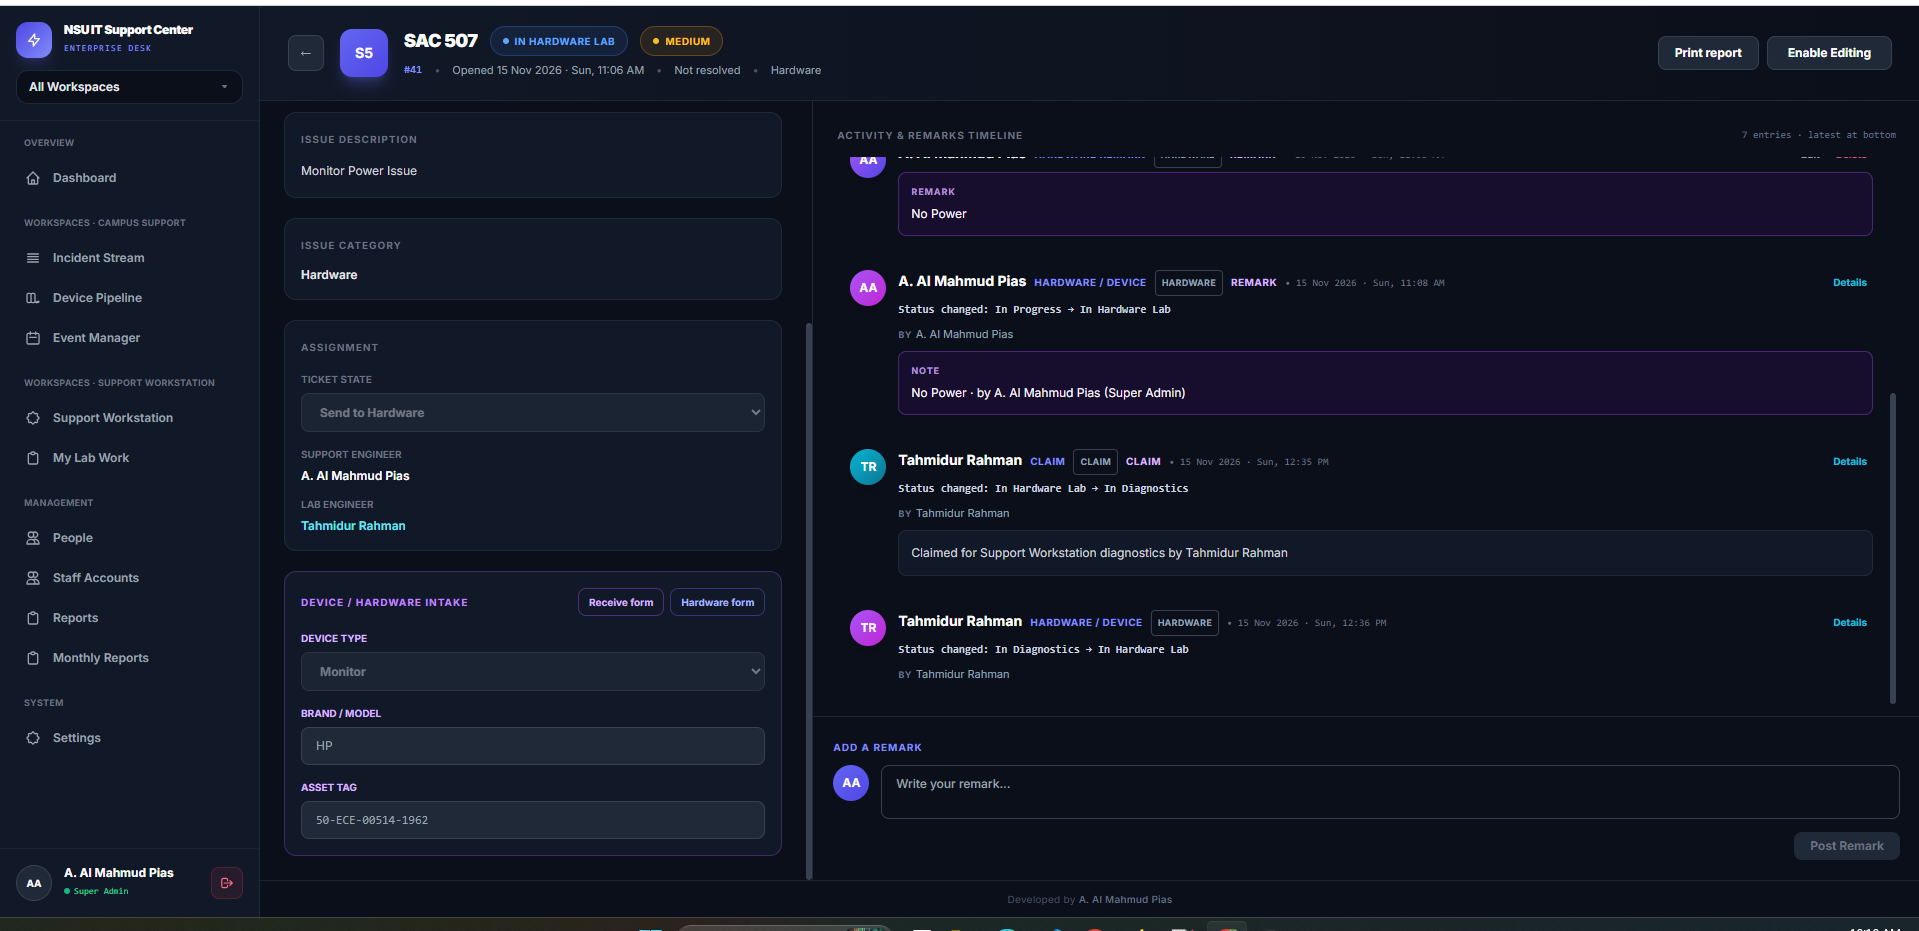 NSU IT Support Center
ENTERPRISE DESK
All Workspaces
OVERVIEW
Dashboard
WORKSPACES · CAMPUS SUPPORT
Incident Stream
Device Pipeline
Event Manager
WORKSPACES · SUPPORT WORKSTATION
Support Workstation
My Lab Work
MANAGEMENT
People
Staff Accounts
Reports
Monthly Reports
SYSTEM
Settings
AA
A. Al Mahmud Pias
Super Admin
←
S5
SAC 507
IN HARDWARE LAB
MEDIUM
#41 • Opened 15 Nov 2026 · Sun, 11:06 AM • Not resolved • Hardware
Print report
Enable Editing
ISSUE DESCRIPTION
Monitor Power Issue
ISSUE CATEGORY
Hardware
ASSIGNMENT
TICKET STATE
Send to Hardware
SUPPORT ENGINEER
A. Al Mahmud Pias
LAB ENGINEER
Tahmidur Rahman
DEVICE / HARDWARE INTAKE
Receive form
Hardware form
DEVICE TYPE
Monitor
BRAND / MODEL
HP
ASSET TAG
50-ECE-00514-1962
ACTIVITY & REMARKS TIMELINE
7 entries · latest at bottom
AA
REMARK
No Power
AA
A. Al Mahmud Pias HARDWARE / DEVICE HARDWARE REMARK • 15 Nov 2026 · Sun, 11:08 AM
Details
Status changed: In Progress → In Hardware Lab
BY A. Al Mahmud Pias
NOTE
No Power · by A. Al Mahmud Pias (Super Admin)
TR
Tahmidur Rahman CLAIM CLAIM CLAIM • 15 Nov 2026 · Sun, 12:35 PM
Details
Status changed: In Hardware Lab → In Diagnostics
BY Tahmidur Rahman
Claimed for Support Workstation diagnostics by Tahmidur Rahman
TR
Tahmidur Rahman HARDWARE / DEVICE HARDWARE • 15 Nov 2026 · Sun, 12:36 PM
Details
Status changed: In Diagnostics → In Hardware Lab
BY Tahmidur Rahman
ADD A REMARK
AA
Write your remark...
Post Remark
Developed by A. Al Mahmud Pias